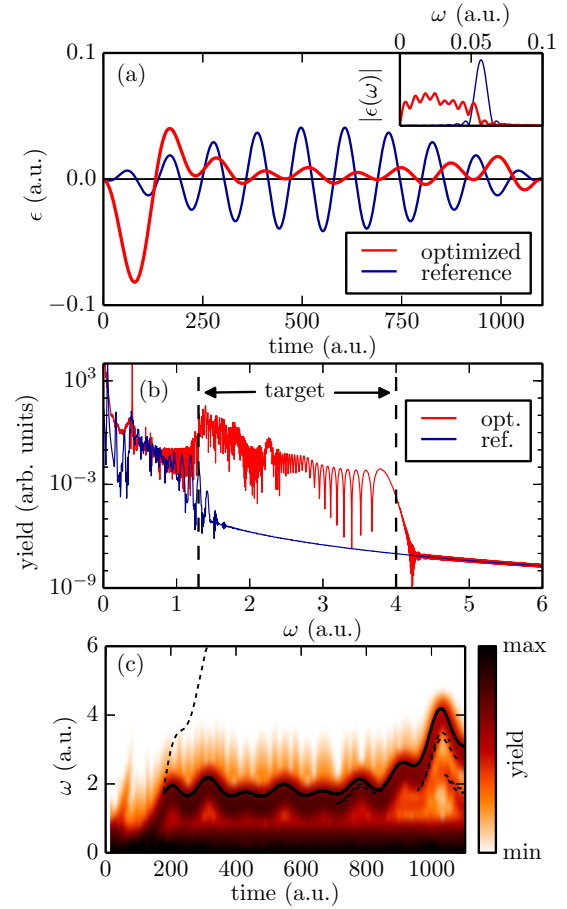 ω (a.u.)
0 0.05 0.1
|ϵ(ω)|
(a)
0.1
0.0
−0.1
ϵ (a.u.)
optimized
reference
0 250 500 750 1000
time (a.u.)
10³
10⁻³
10⁻⁹
yield (arb. units)
(b)
target
opt.
ref.
0 1 2 3 4 5 6
ω (a.u.)
(c)
6
4
2
0
ω (a.u.)
0 200 400 600 800 1000
time (a.u.)
max
yield
min